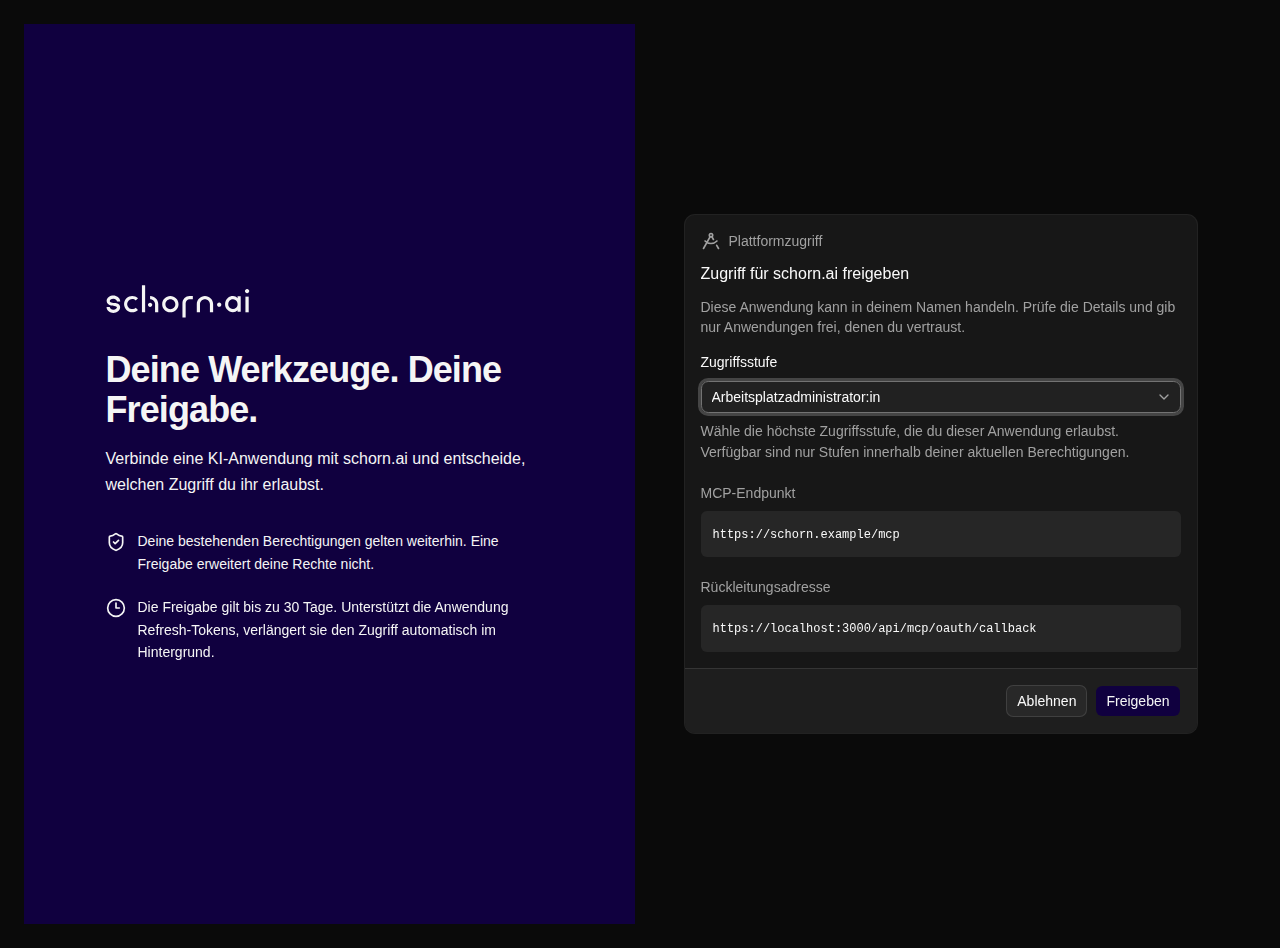 schorn.ai
Deine Werkzeuge. Deine
Freigabe.
Verbinde eine KI-Anwendung mit schorn.ai und entscheide,
welchen Zugriff du ihr erlaubst.
Deine bestehenden Berechtigungen gelten weiterhin. Eine
Freigabe erweitert deine Rechte nicht.
Die Freigabe gilt bis zu 30 Tage. Unterstützt die Anwendung
Refresh-Tokens, verlängert sie den Zugriff automatisch im
Hintergrund.
Plattformzugriff
Zugriff für schorn.ai freigeben
Diese Anwendung kann in deinem Namen handeln. Prüfe die Details und gib
nur Anwendungen frei, denen du vertraust.
Zugriffsstufe
Arbeitsplatzadministrator:in
Wähle die höchste Zugriffsstufe, die du dieser Anwendung erlaubst.
Verfügbar sind nur Stufen innerhalb deiner aktuellen Berechtigungen.
MCP-Endpunkt
https://schorn.example/mcp
Rückleitungsadresse
https://localhost:3000/api/mcp/oauth/callback
Ablehnen
Freigeben